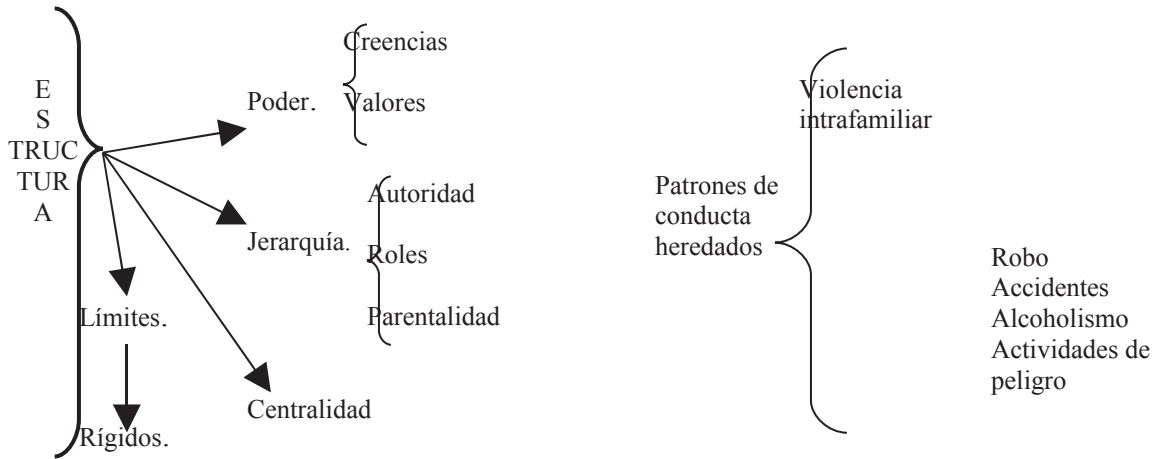 E
S
TRUC
TUR
A
Poder.
Creencias
Valores
Jerarquía.
Autoridad
Roles
Parentalidad
Límites.
Rígidos.
Centralidad
Patrones de
conducta
heredados
Violencia
intrafamiliar
Robo
Accidentes
Alcoholismo
Actividades de
peligro